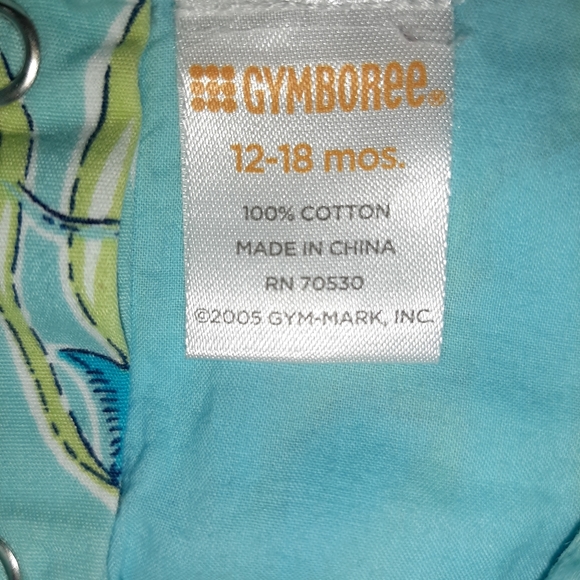 GYMBOREE®
12-18 mos.
100% COTTON
MADE IN CHINA
RN 70530
©2005 GYM-MARK, INC.